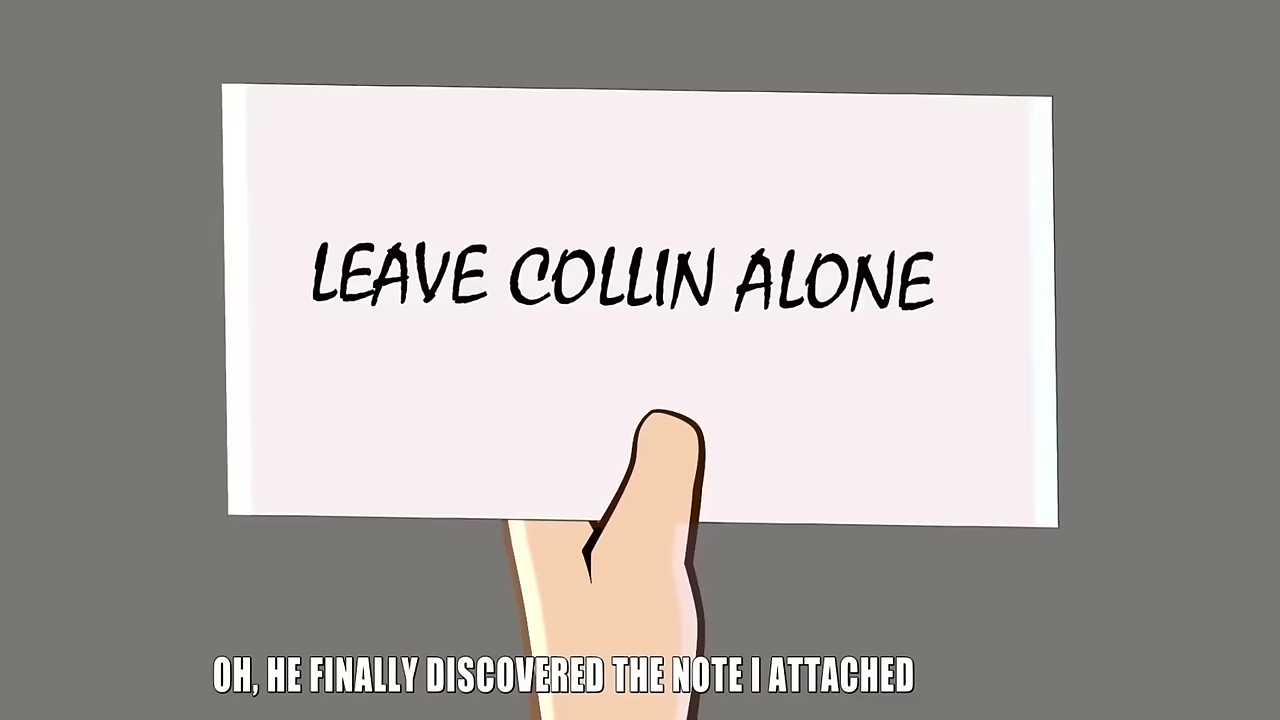 LEAVE COLLIN ALONE
OH, HE FINALLY DISCOVERED THE NOTE I ATTACHED